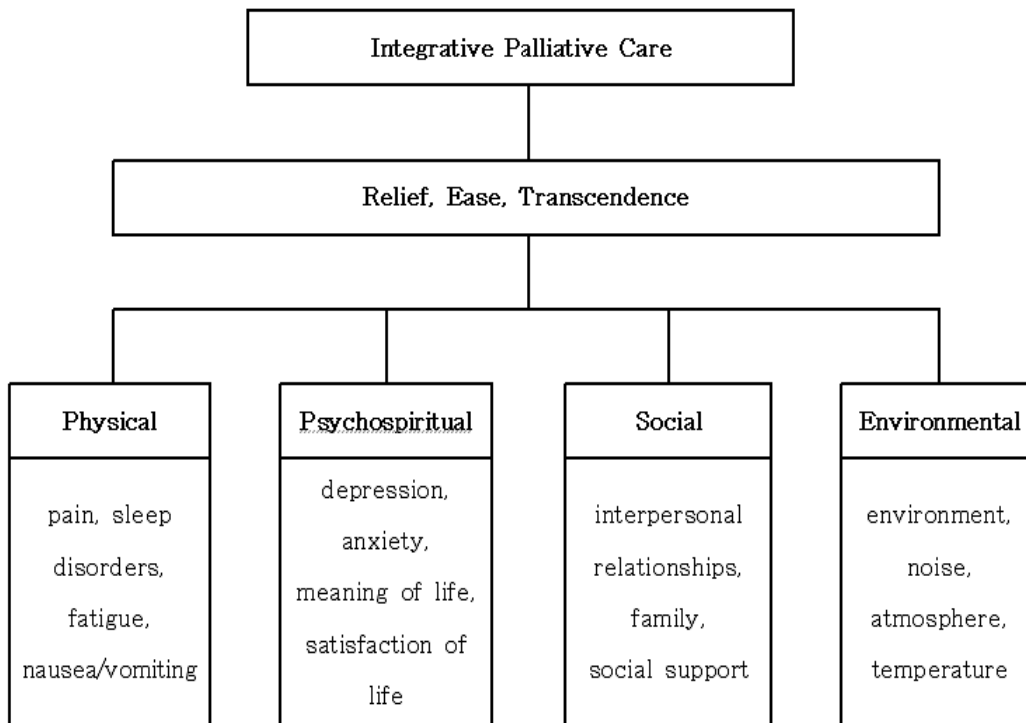 Integrative Palliative Care
Relief, Ease, Transcendence
Physical
pain, sleep
disorders,
fatigue,
nausea/vomiting
Psychospiritual
depression,
anxiety,
meaning of life,
satisfaction of
life
Social
interpersonal
relationships,
family,
social support
Environmental
environment,
noise,
atmosphere,
temperature